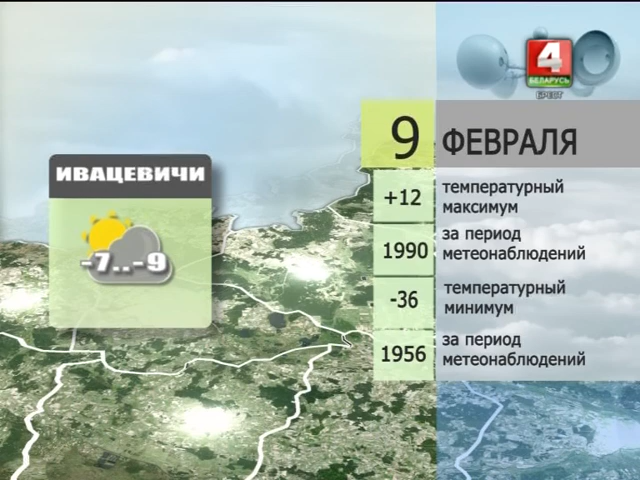 4
БЕЛАРУСЬ
БРЕСТ
9 ФЕВРАЛЯ
ИВАЦЕВИЧИ
-7..-9
+12 температурный
максимум
1990 за период
метеонаблюдений
-36 температурный
минимум
1956 за период
метеонаблюдений